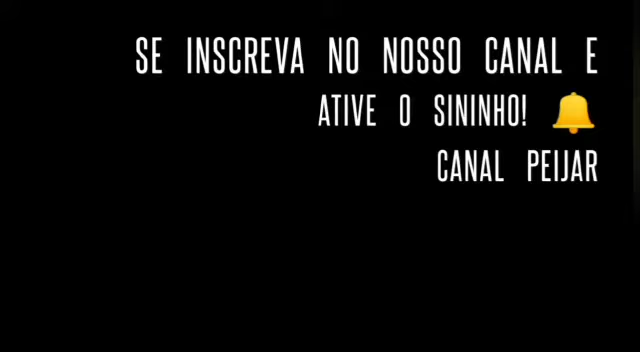 SE INSCREVA NO NOSSO CANAL E
ATIVE O SININHO! 🔔
CANAL PEIJAR